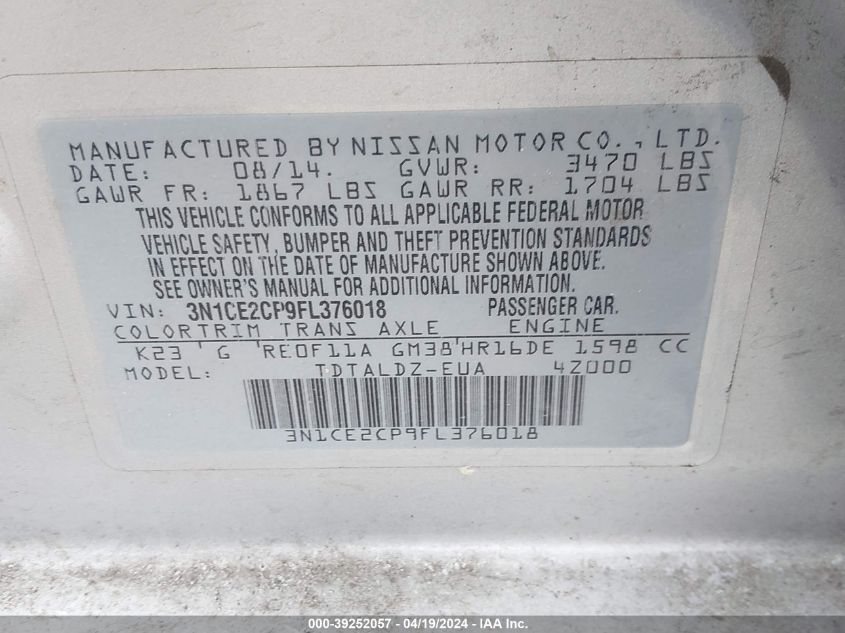 MANUFACTURED BY NISSAN MOTOR CO., LTD.
DATE: 08/14. GVWR: 3470 LBS
GAWR FR: 1867 LBS GAWR RR: 1704 LBS
THIS VEHICLE CONFORMS TO ALL APPLICABLE FEDERAL MOTOR
VEHICLE SAFETY, BUMPER AND THEFT PREVENTION STANDARDS
IN EFFECT ON THE DATE OF MANUFACTURE SHOWN ABOVE.
SEE OWNER'S MANUAL FOR ADDITIONAL INFORMATION.
VIN: 3N1CE2CP9FL376018 PASSENGER CAR.
COLORTRIM TRANS AXLE ENGINE
K23 G RE0F11A GM38 HR16DE 1598 CC
MODEL: TDTALDZ-EUA 4Z000
3N1CE2CP9FL376018
000-39252057 - 04/19/2024 - IAA Inc.